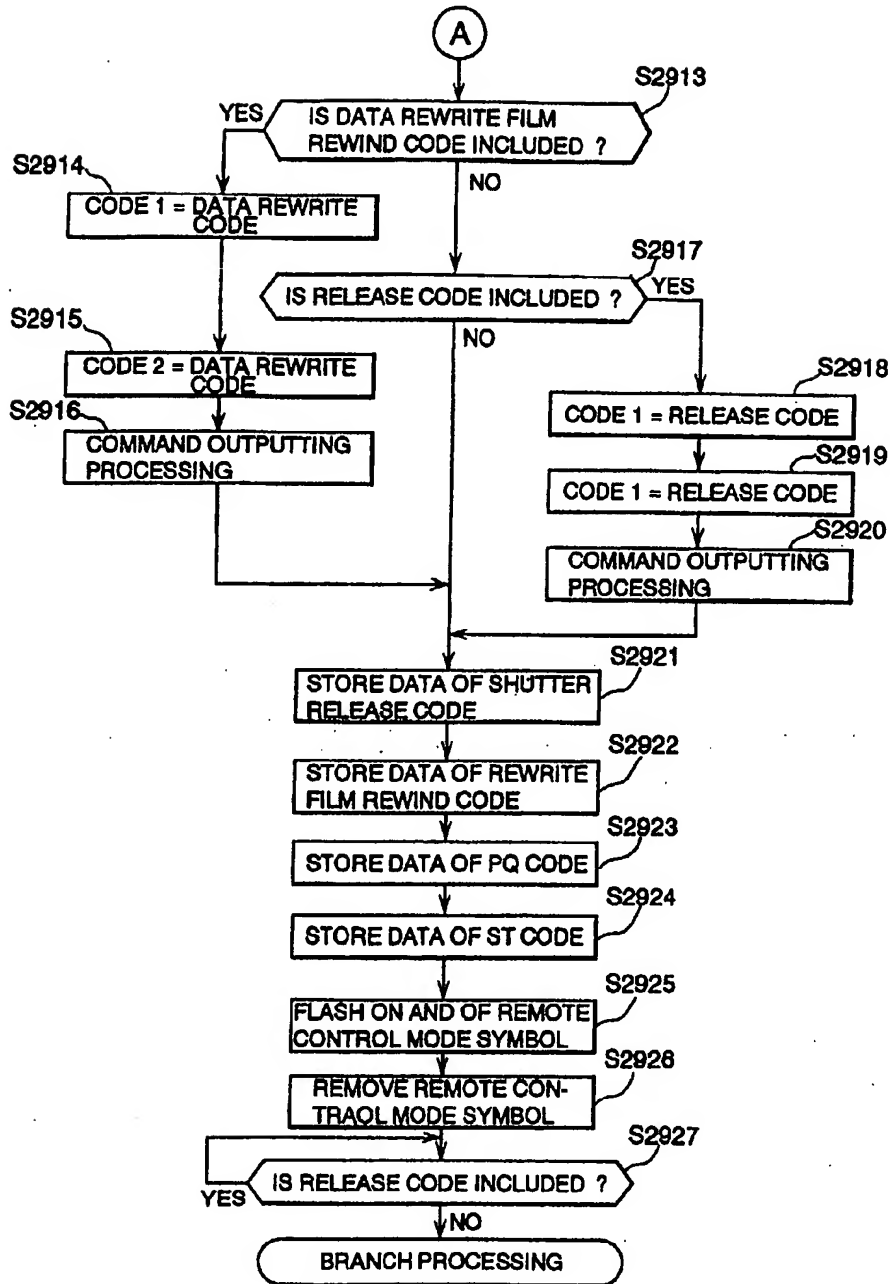 A
S2913
YES
IS DATA REWRITE FILM
REWIND CODE INCLUDED ?
NO
S2914
CODE 1 = DATA REWRITE
CODE
S2917
IS RELEASE CODE INCLUDED ?
YES
NO
S2915
CODE 2 = DATA REWRITE
CODE
S2916
COMMAND OUTPUTTING
PROCESSING
S2918
CODE 1 = RELEASE CODE
S2919
CODE 1 = RELEASE CODE
S2920
COMMAND OUTPUTTING
PROCESSING
S2921
STORE DATA OF SHUTTER
RELEASE CODE
S2922
STORE DATA OF REWRITE
FILM REWIND CODE
S2923
STORE DATA OF PQ CODE
S2924
STORE DATA OF ST CODE
S2925
FLASH ON AND OF REMOTE
CONTROL MODE SYMBOL
S2926
REMOVE REMOTE CON-
TRAOL MODE SYMBOL
S2927
IS RELEASE CODE INCLUDED ?
YES
NO
BRANCH PROCESSING